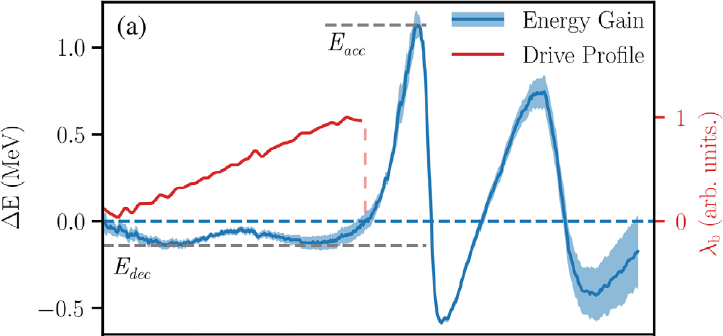 (a)
E_acc
Energy Gain
Drive Profile
1.0
0.5
0.0
−0.5
ΔE (MeV)
E_dec
1
0
λ_b (arb. units.)